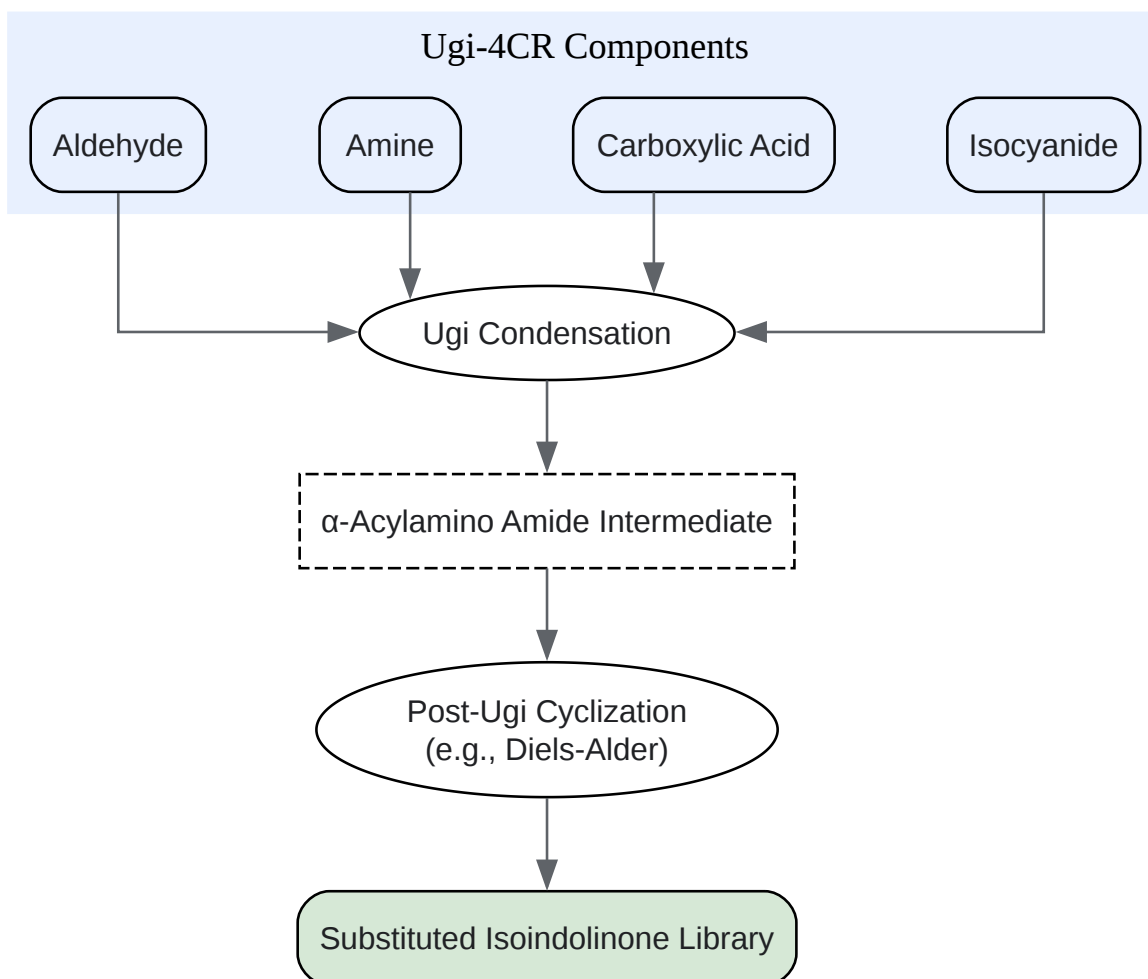 Ugi-4CR Components
Aldehyde
Amine
Carboxylic Acid
Isocyanide
Ugi Condensation
α-Acylamino Amide Intermediate
Post-Ugi Cyclization
(e.g., Diels-Alder)
Substituted Isoindolinone Library